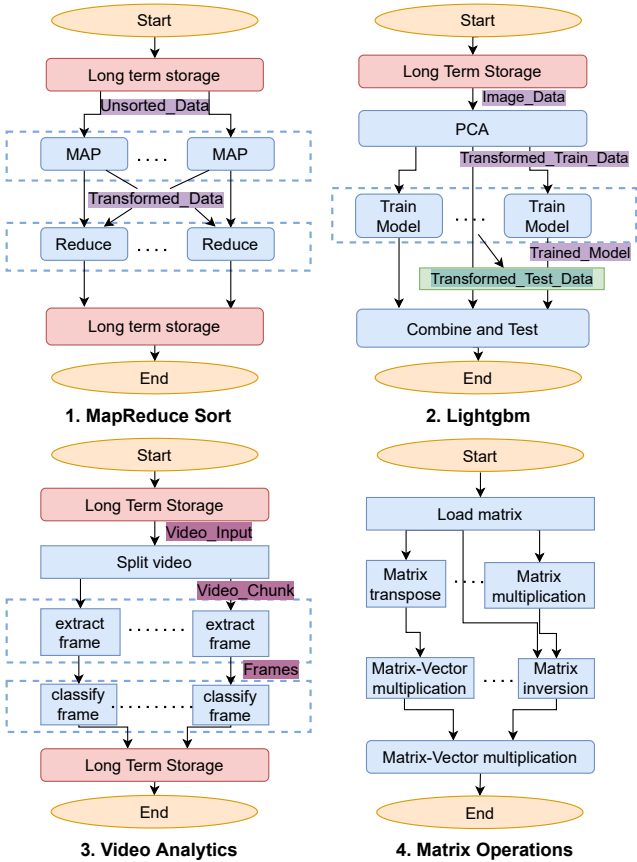 Start
Long term storage
Unsorted_Data
MAP
. . . .
MAP
Transformed_Data
Reduce
. . . .
Reduce
Long term storage
End
1. MapReduce Sort
Start
Long Term Storage
Image_Data
PCA
Transformed_Train_Data
Train
Model
. . . .
Train
Model
Trained_Model
Transformed_Test_Data
Combine and Test
End
2. Lightgbm
Start
Long Term Storage
Video_Input
Split video
Video_Chunk
extract
frame
. . . . . . . .
extract
frame
Frames
classify
frame
. . . . . . . . .
classify
frame
Long Term Storage
End
3. Video Analytics
Start
Load matrix
Matrix
transpose
. . . .
Matrix
multiplication
Matrix-Vector
multiplication
. . . .
Matrix
inversion
Matrix-Vector multiplication
End
4. Matrix Operations